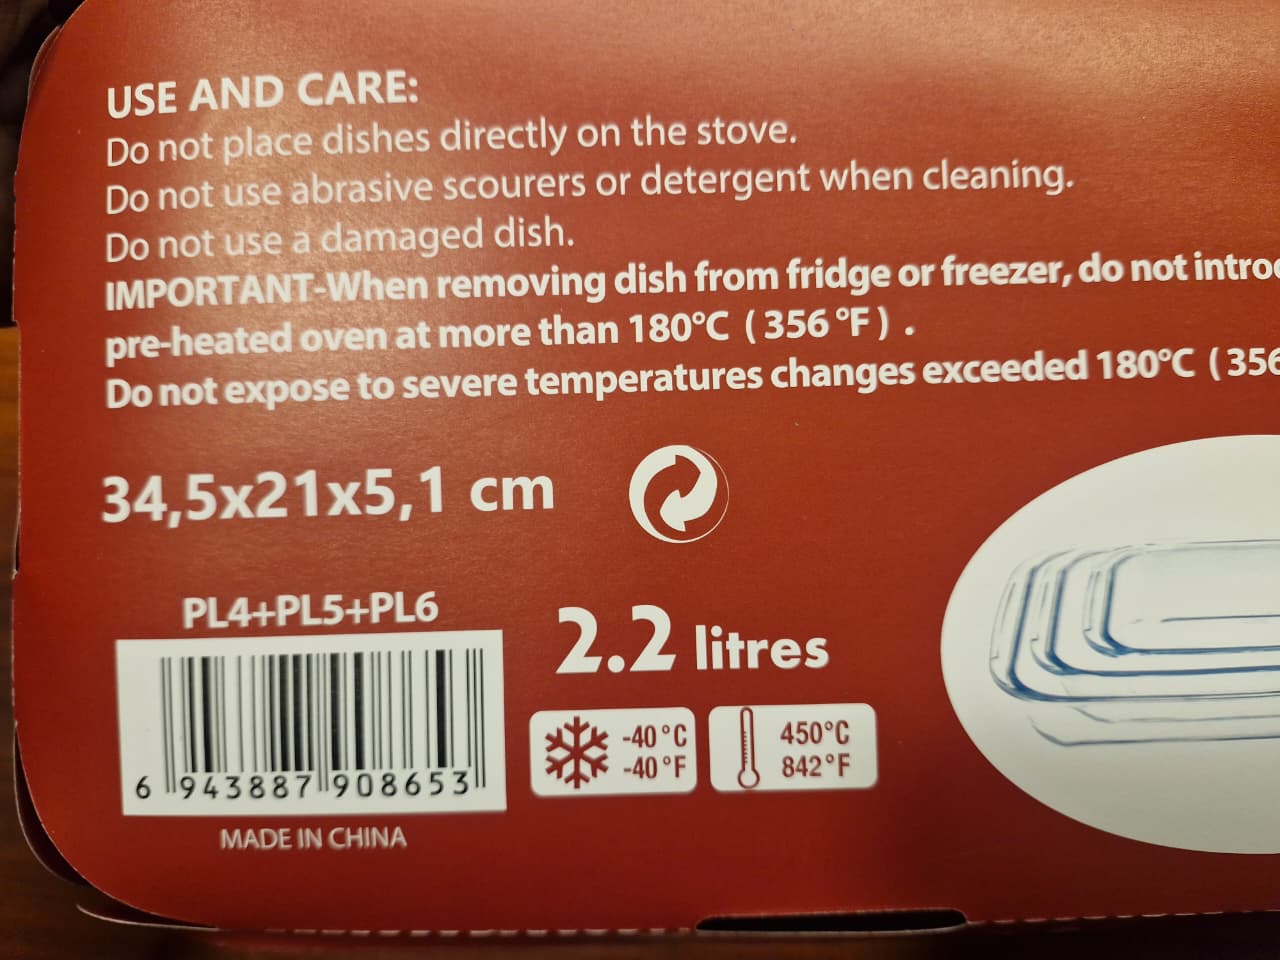 USE AND CARE:
Do not place dishes directly on the stove.
Do not use abrasive scourers or detergent when cleaning.
Do not use a damaged dish.
IMPORTANT-When removing dish from fridge or freezer, do not introd
pre-heated oven at more than 180°C (356 °F) .
Do not expose to severe temperatures changes exceeded 180°C (356
34,5x21x5,1 cm
PL4+PL5+PL6
2.2 litres
-40°C
-40°F
450°C
842°F
6 943887 908653
MADE IN CHINA